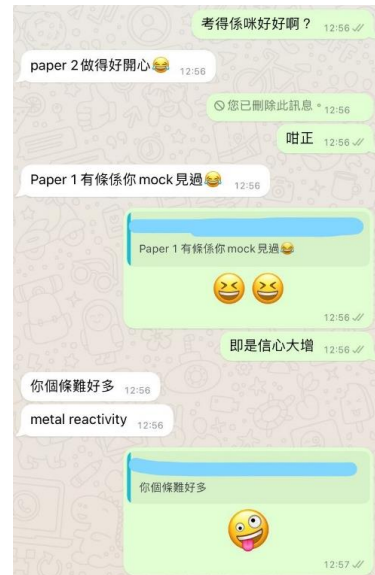 考得係咪好好啊？ 12:56
paper 2做得好開心😂 12:56
您已刪除此訊息。 12:56
咁正 12:56
Paper 1 有條係你 mock 見過😂 12:56
Paper 1 有條係你 mock 見過😂
😆😆
12:56
即是信心大增 12:56
你個條難好多 12:56
metal reactivity 12:56
你個條難好多
🤪
12:57